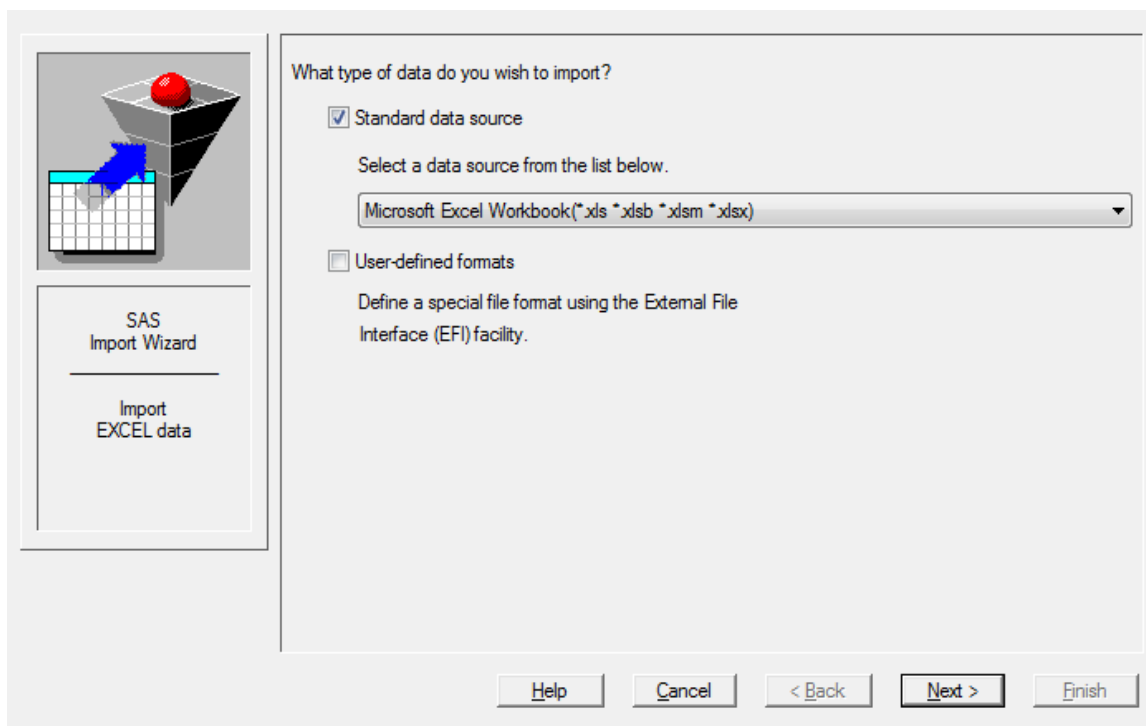 What type of data do you wish to import?
Standard data source
Select a data source from the list below.
Microsoft Excel Workbook(*.xls *.xlsb *.xlsm *.xlsx)
User-defined formats
Define a special file format using the External File
Interface (EFI) facility.
SAS
Import Wizard
Import
EXCEL data
Help
Cancel
< Back
Next >
Finish